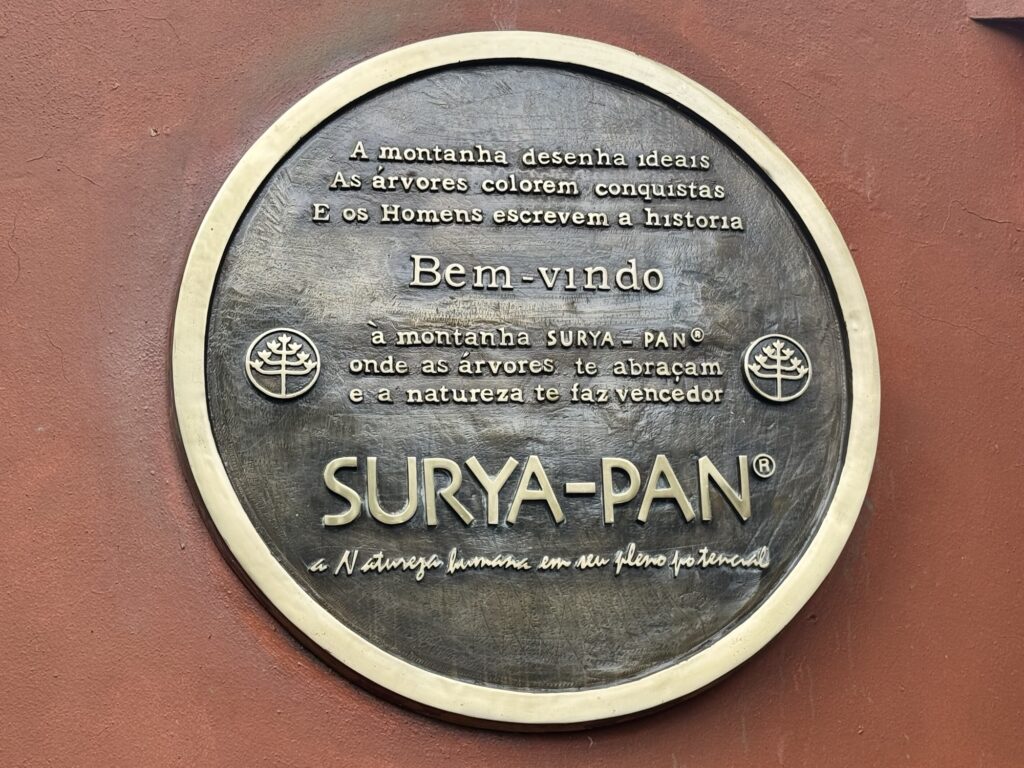 A montanha desenha ideais
As árvores colorem conquistas
E os Homens escrevem a historia
Bem-vindo
à montanha SURYA-PAN®
onde as árvores te abraçam
e a natureza te faz vencedor
SURYA-PAN®
a Natureza humana em seu pleno potencial